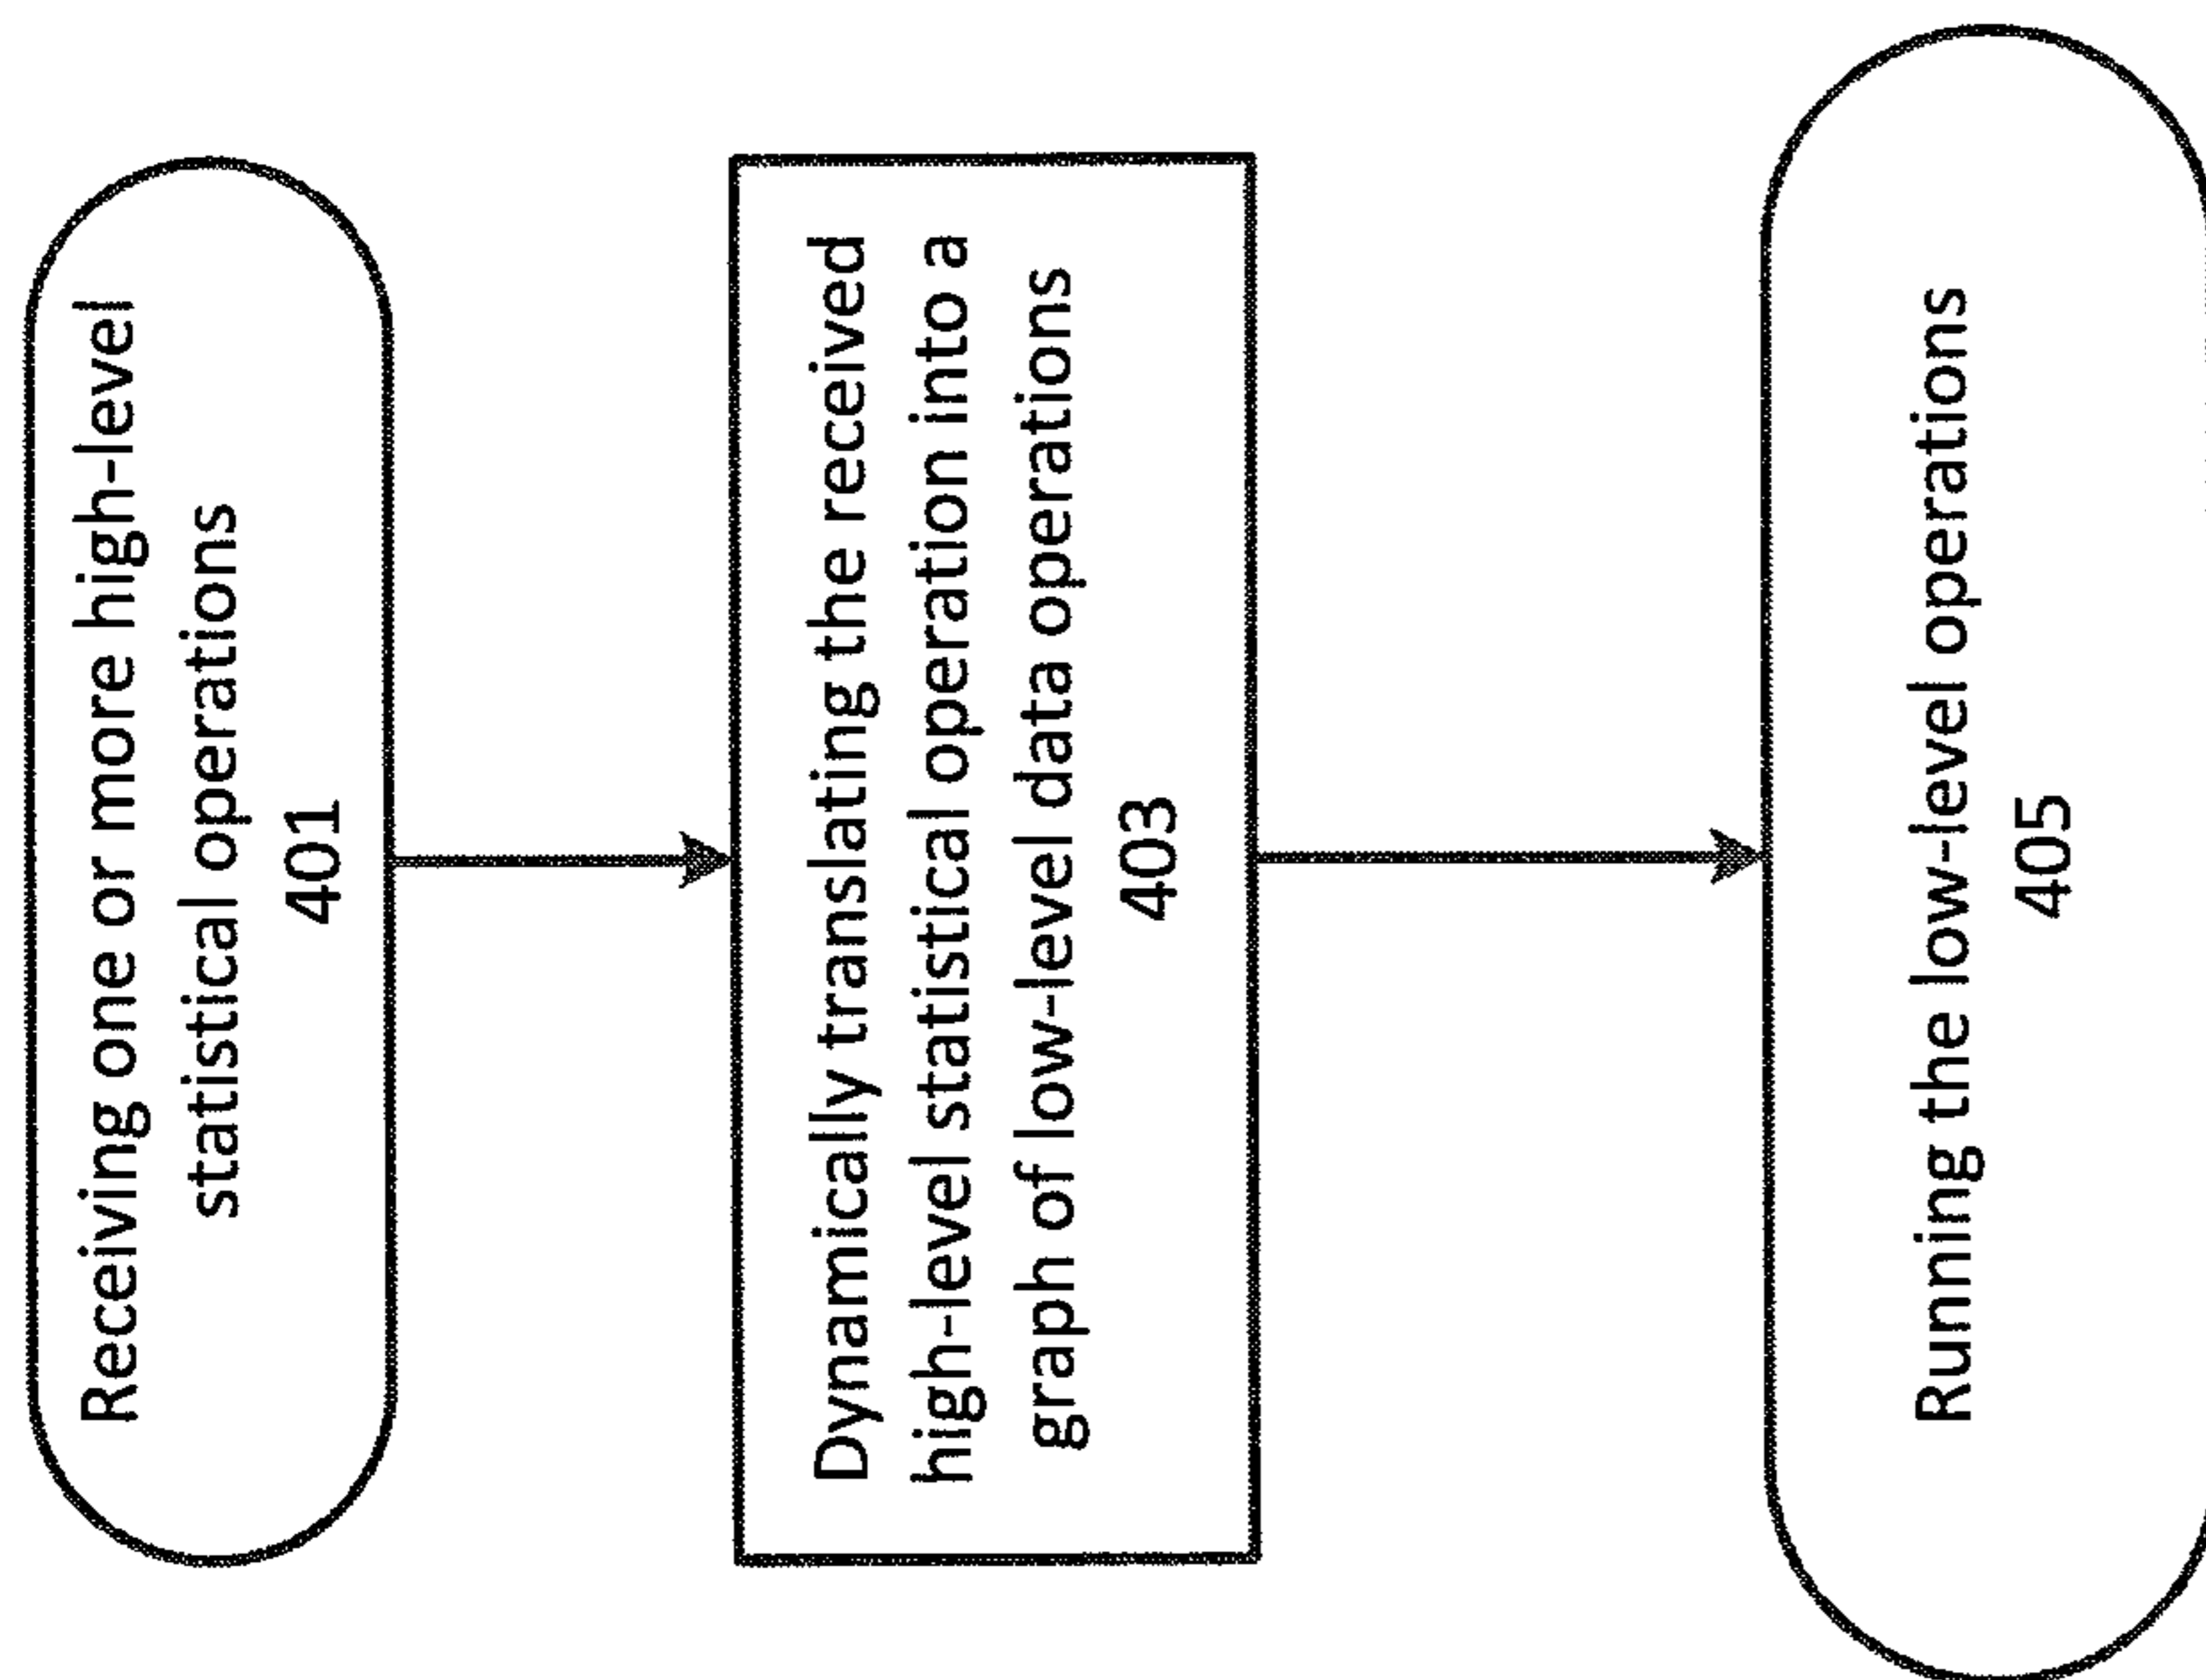 Receiving one or more high-level
statistical operations
401
Dynamically translating the received
high-level statistical operation into a
graph of low-level data operations
403
Running the low-level operations
405